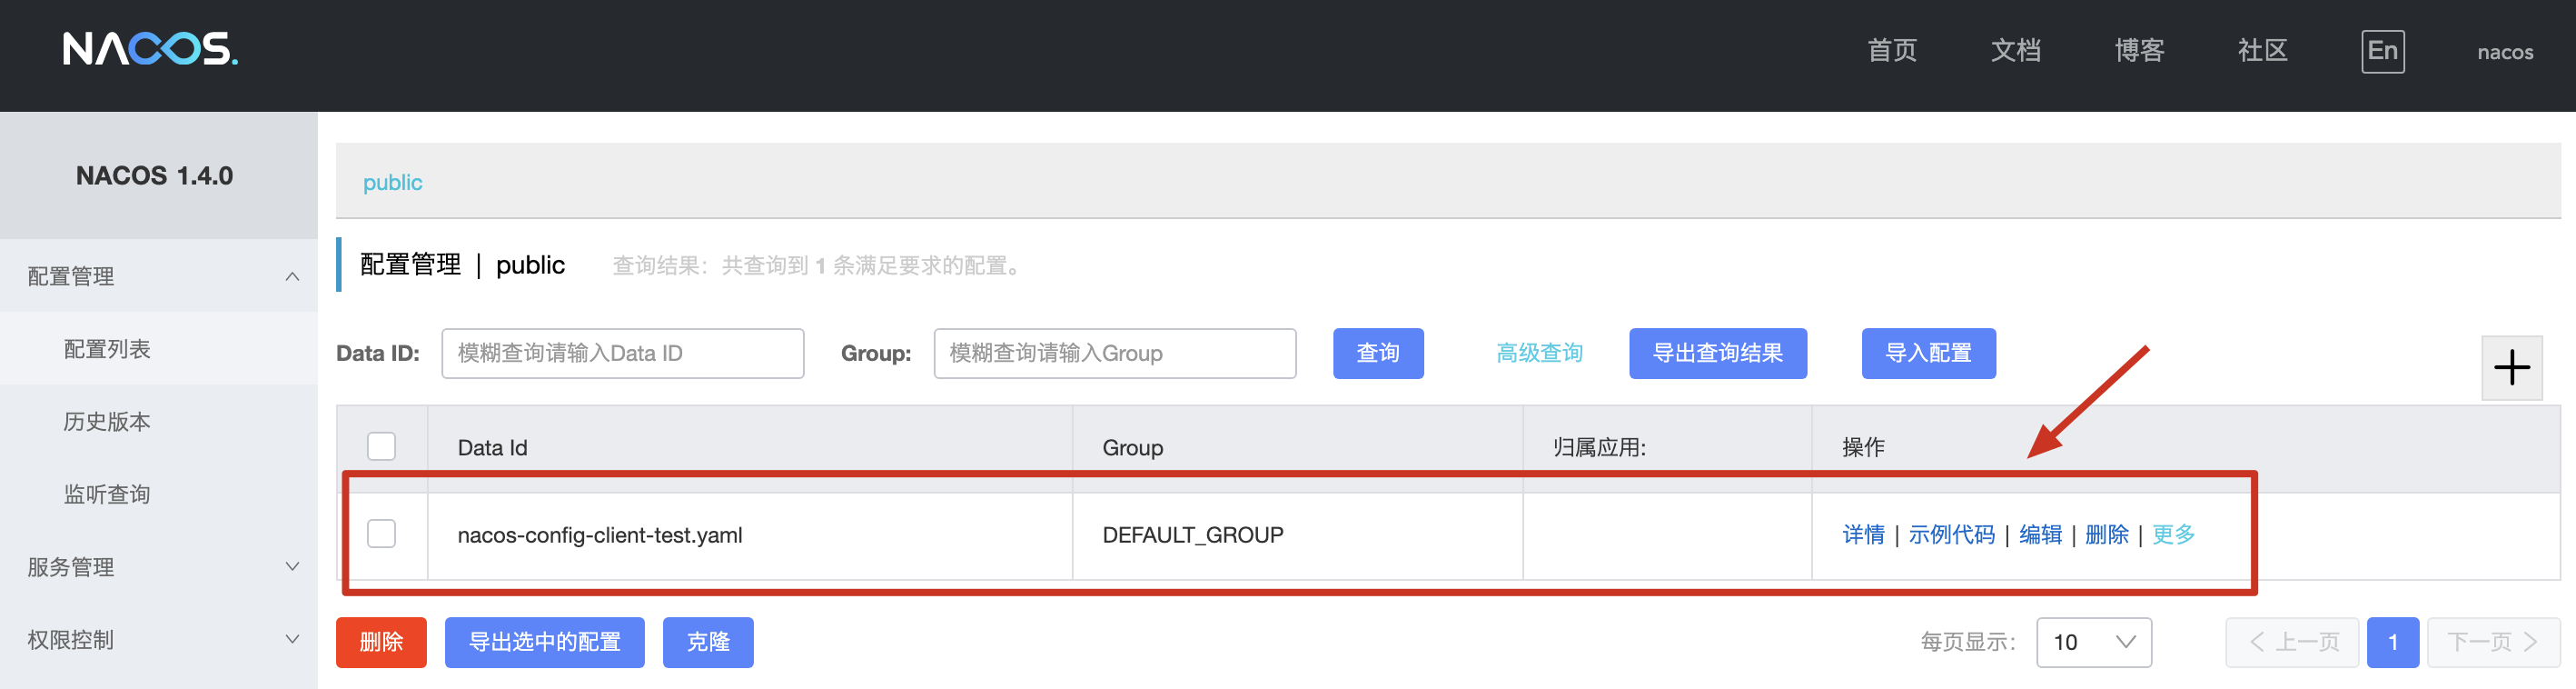 NACOS.
首页 文档 博客 社区 En nacos
NACOS 1.4.0
配置管理
配置列表
历史版本
监听查询
服务管理
权限控制
public
配置管理 | public 查询结果：共查询到 1 条满足要求的配置。
Data ID: 模糊查询请输入Data ID Group: 模糊查询请输入Group 查询 高级查询 导出查询结果 导入配置
Data Id Group 归属应用: 操作
nacos-config-client-test.yaml DEFAULT_GROUP 详情 | 示例代码 | 编辑 | 删除 | 更多
删除 导出选中的配置 克隆 每页显示: 10 上一页 1 下一页